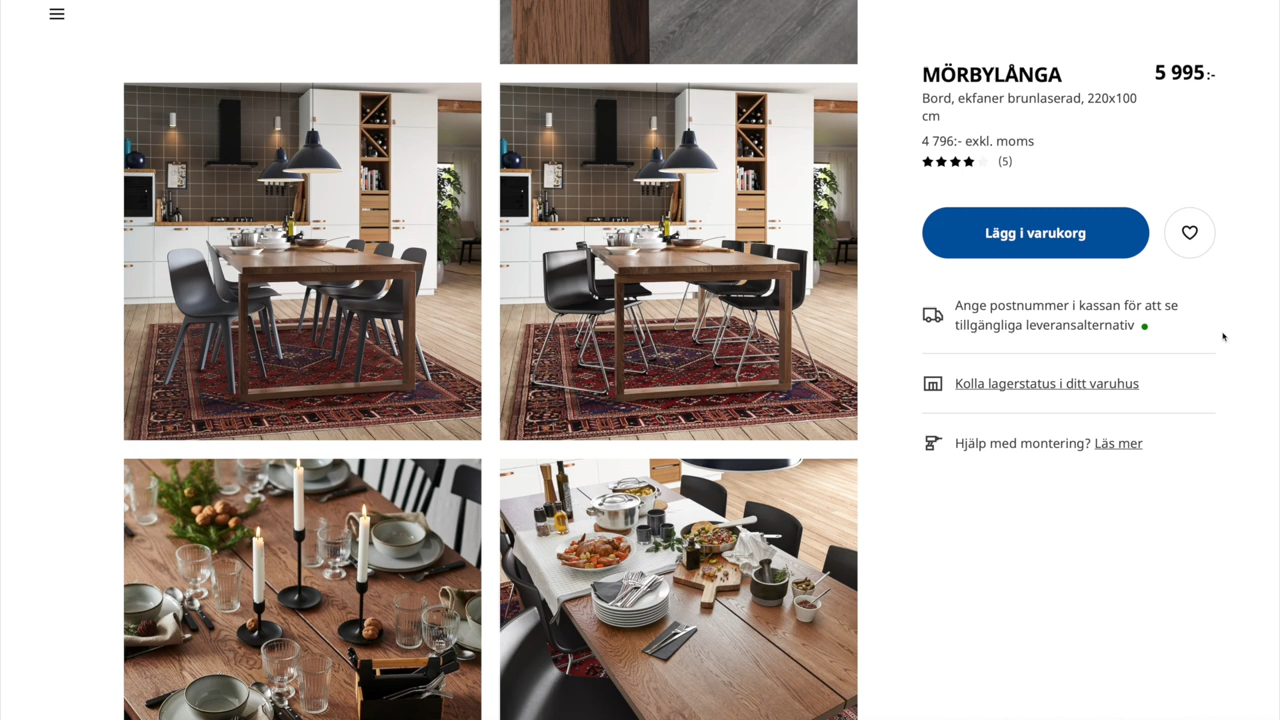 MÖRBYLÅNGA
5 995:-
Bord, ekfaner brunlaserad, 220x100
cm
4 796:- exkl. moms
(5)
Lägg i varukorg
Ange postnummer i kassan för att se
tillgängliga leveransalternativ
Kolla lagerstatus i ditt varuhus
Hjälp med montering? Läs mer